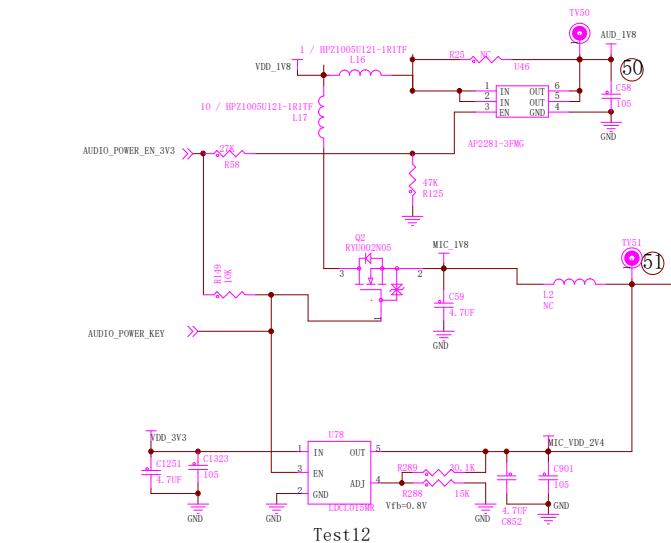 TV50
AUD_1V8
1 / HPZ1005U121-1R1TF
L16
VDD_1V8
R25
NC
U46
50
1
IN
OUT
6
2
IN
OUT
5
3
EN
GND
4
C58
105
GND
10 / HPZ1005U121-1R1TF
L17
AP2281-3FMG
AUDIO_POWER_EN_3V3
27K
R58
47K
R125
Q2
RYU002N05
3
2
1
MIC_1V8
TV51
1
51
R149
10K
L2
NC
C59
4.7UF
GND
AUDIO_POWER_KEY
VDD_3V3
C1251
4.7UF
C1323
105
GND
GND
U78
1
IN
OUT
5
3
EN
2
GND
ADJ
4
LDCL015MR
R289
30.1K
R288
15K
Vfb=0.8V
GND
MIC_VDD_2V4
4.7UF
C852
C901
105
GND
Test12